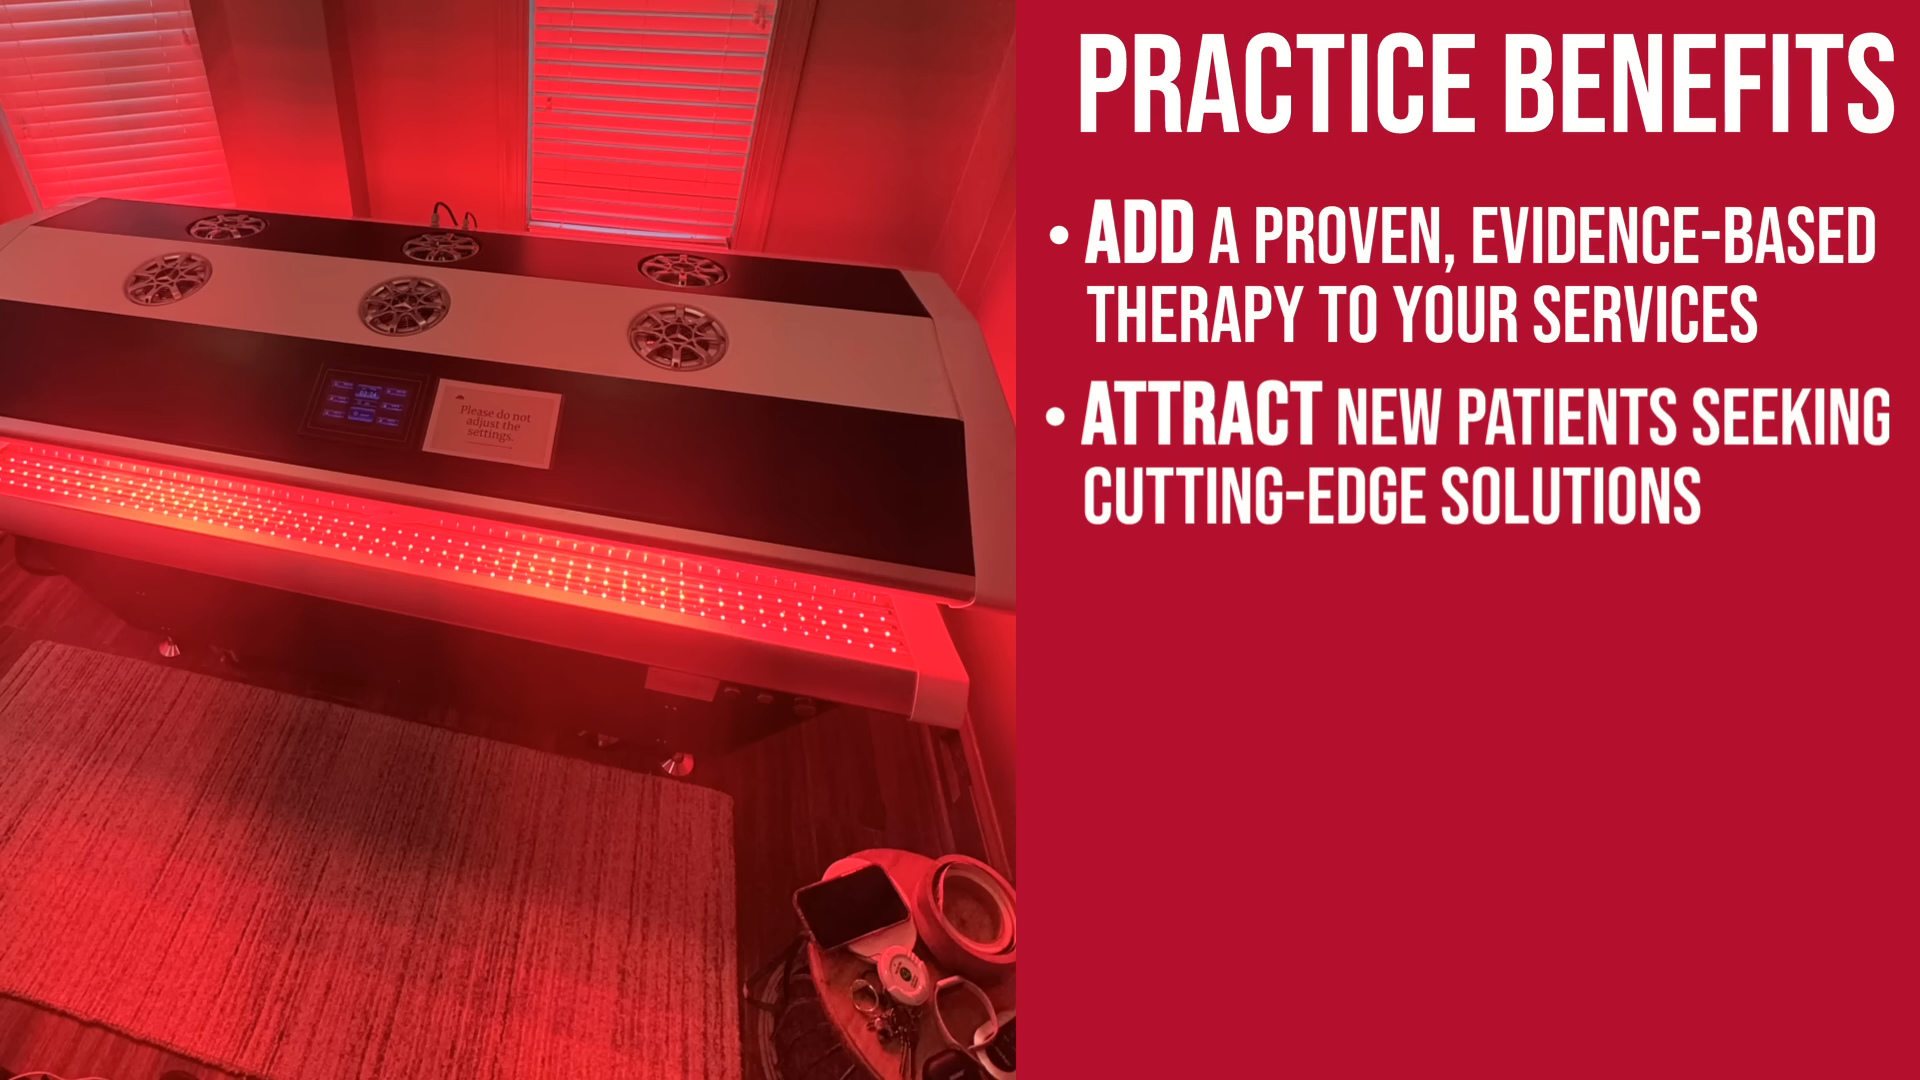 PRACTICE BENEFITS
• ADD A PROVEN, EVIDENCE-BASED
THERAPY TO YOUR SERVICES
• ATTRACT NEW PATIENTS SEEKING
CUTTING-EDGE SOLUTIONS
Please do not
adjust the
settings.